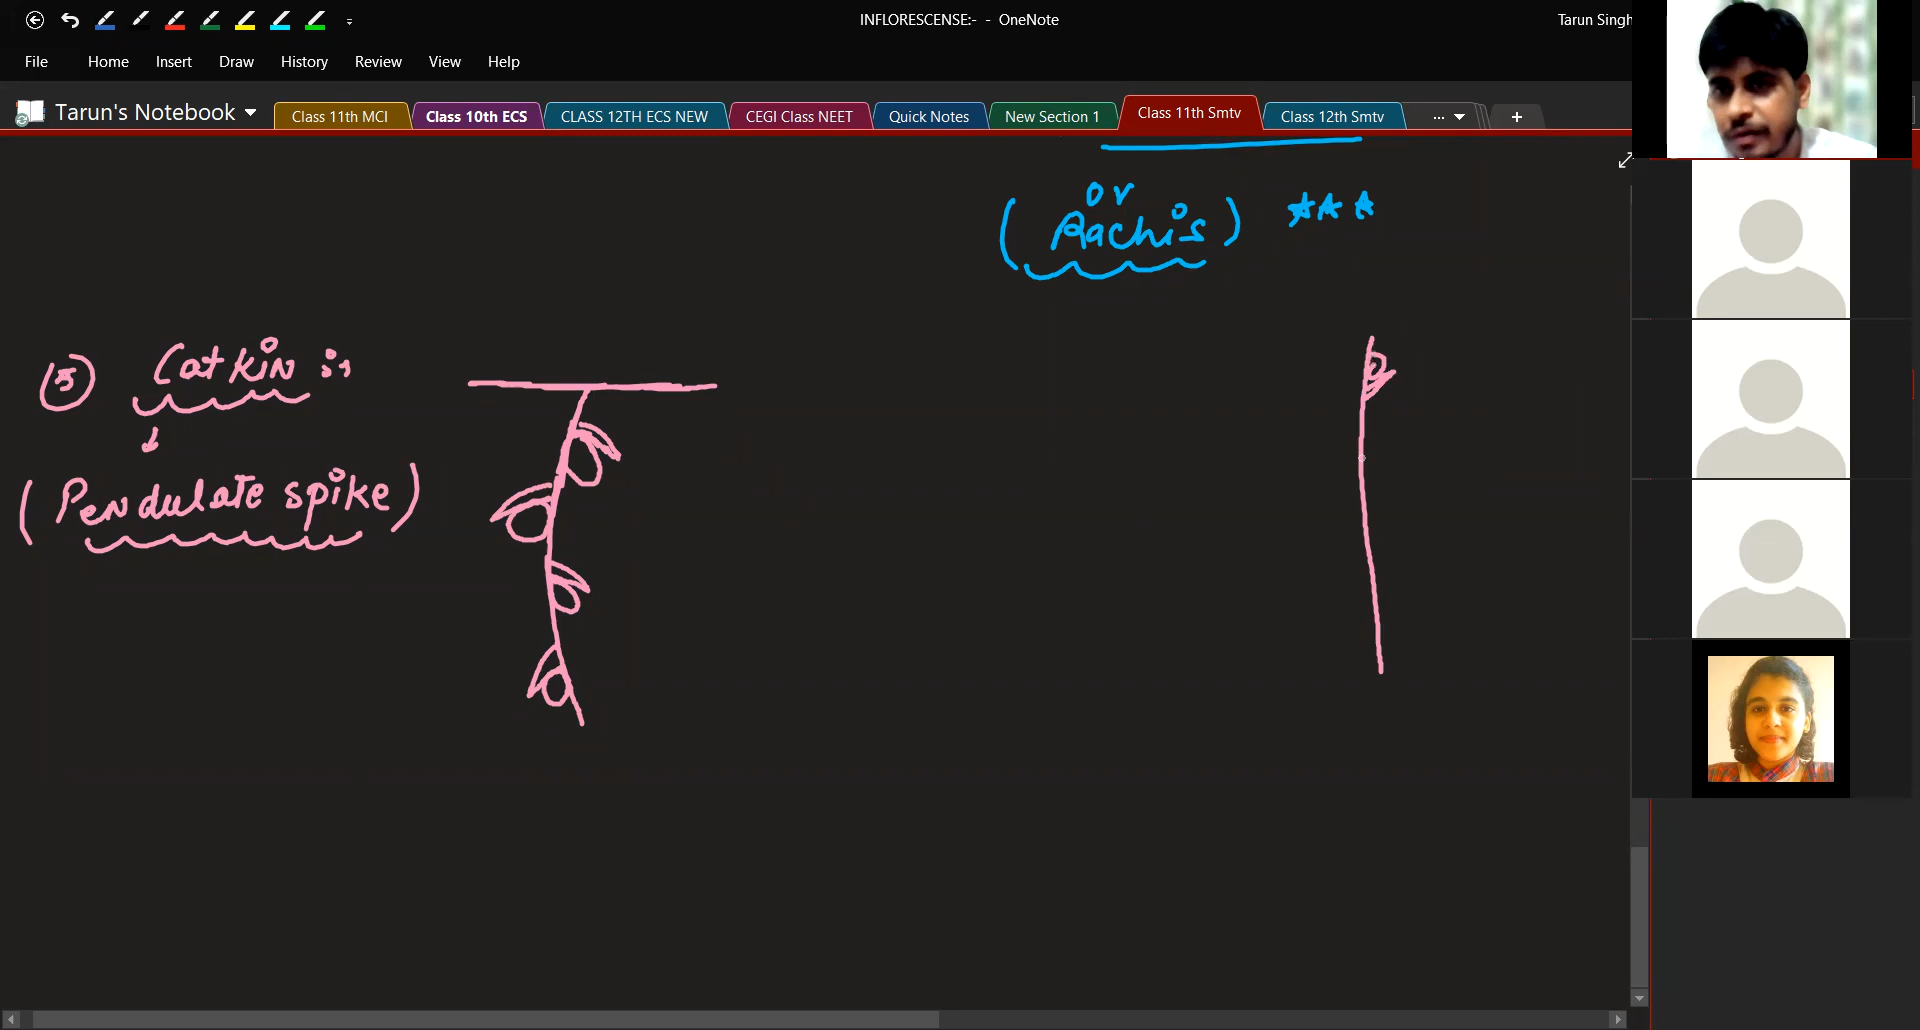 INFLORESCENSE:- - OneNote
Tarun Singh
File Home Insert Draw History Review View Help
Tarun's Notebook
Class 11th MCI
Class 10th ECS
CLASS 12TH ECS NEW
CEGI Class NEET
Quick Notes
New Section 1
Class 11th Smtv
Class 12th Smtv
...
+
or
(Rachis) ***
⑤ Catkin :-
(Pendulate spike)